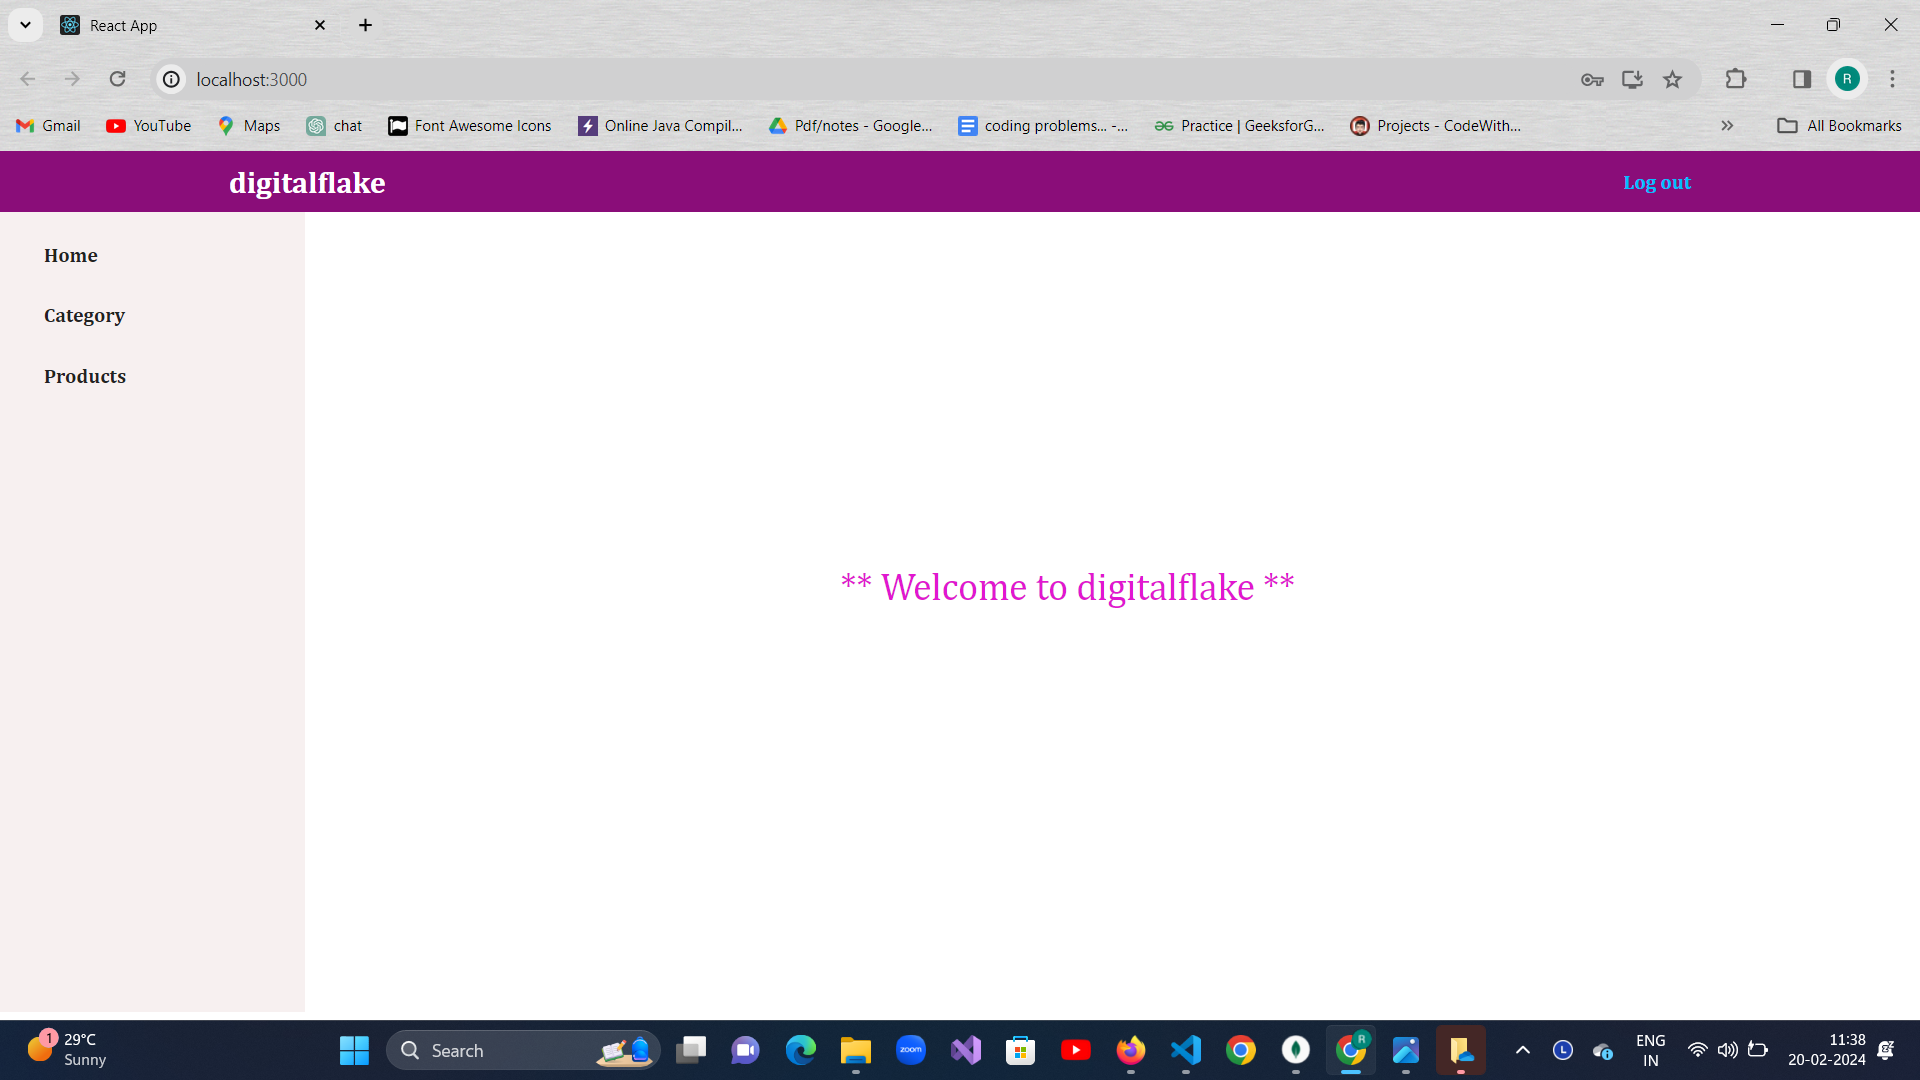 React App
localhost:3000
R
Gmail YouTube Maps chat Font Awesome Icons Online Java Compil... Pdf/notes - Google... coding problems... -... Practice | GeeksforG... Projects - CodeWith... » All Bookmarks
digitalflake Log out
Home
Category
Products
** Welcome to digitalflake **
1 29°C
Sunny
Search
zoom
R
L
ENG
IN
11:38
20-02-2024